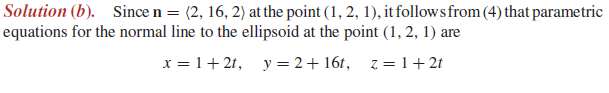 Solution (b). Since n = ⟨2, 16, 2⟩ at the point (1, 2, 1), it follows from (4) that parametric
equations for the normal line to the ellipsoid at the point (1, 2, 1) are
x = 1 + 2t, y = 2 + 16t, z = 1 + 2t